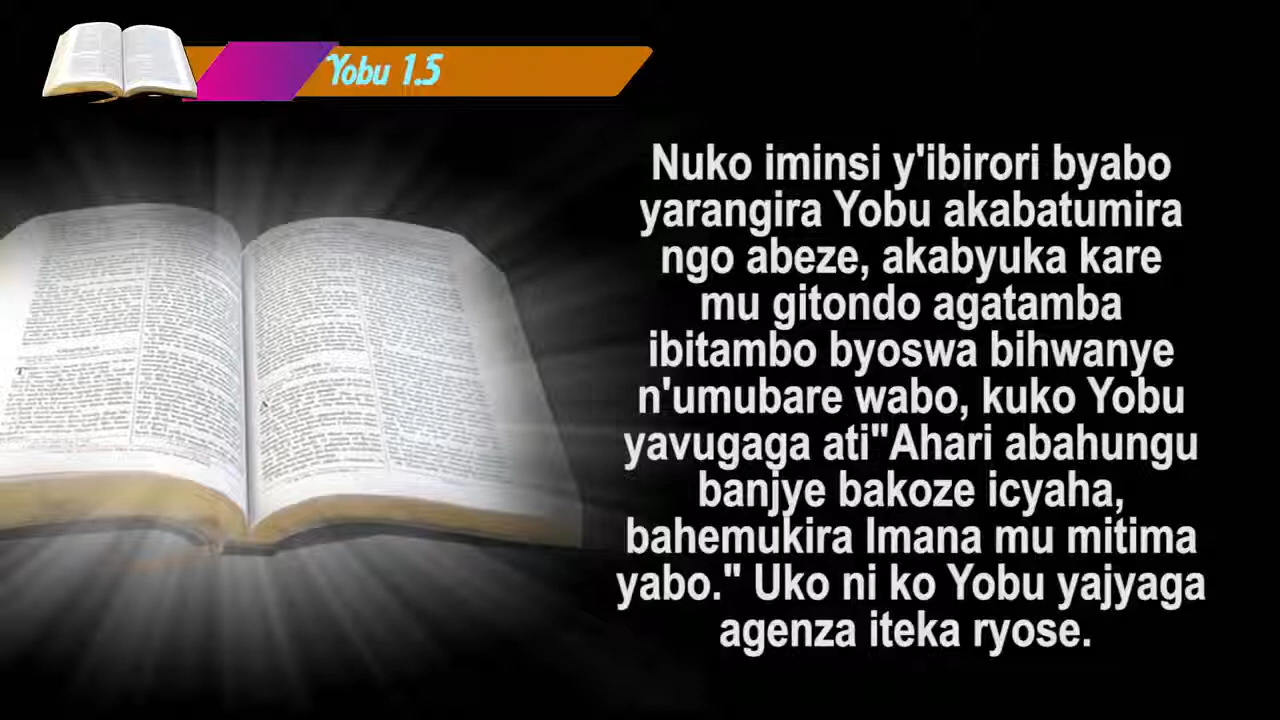 Yobu 1.5
Nuko iminsi y'ibirori byabo
yarangira Yobu akabatumira
ngo abeze, akabyuka kare
mu gitondo agatamba
ibitambo byoswa bihwanye
n'umubare wabo, kuko Yobu
yavugaga ati"Ahari abahungu
banjye bakoze icyaha,
bahemukira Imana mu mitima
yabo." Uko ni ko Yobu yajyaga
agenza iteka ryose.